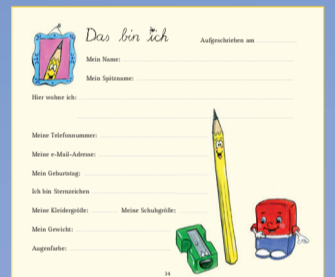 Das bin ich
Aufgeschrieben am
Mein Name:
Mein Spitzname:
Hier wohne ich:
Meine Telefonnummer:
Meine e-Mail-Adresse:
Mein Geburtstag:
Ich bin Sternzeichen
Meine Kleidergröße: Meine Schuhgröße:
Mein Gewicht:
Augenfarbe:
34